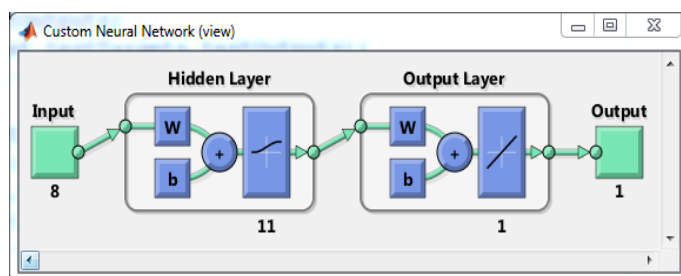 Custom Neural Network (view)
Hidden Layer
Output Layer
Input
Output
W
W
+
+
b
b
8
1
11
1